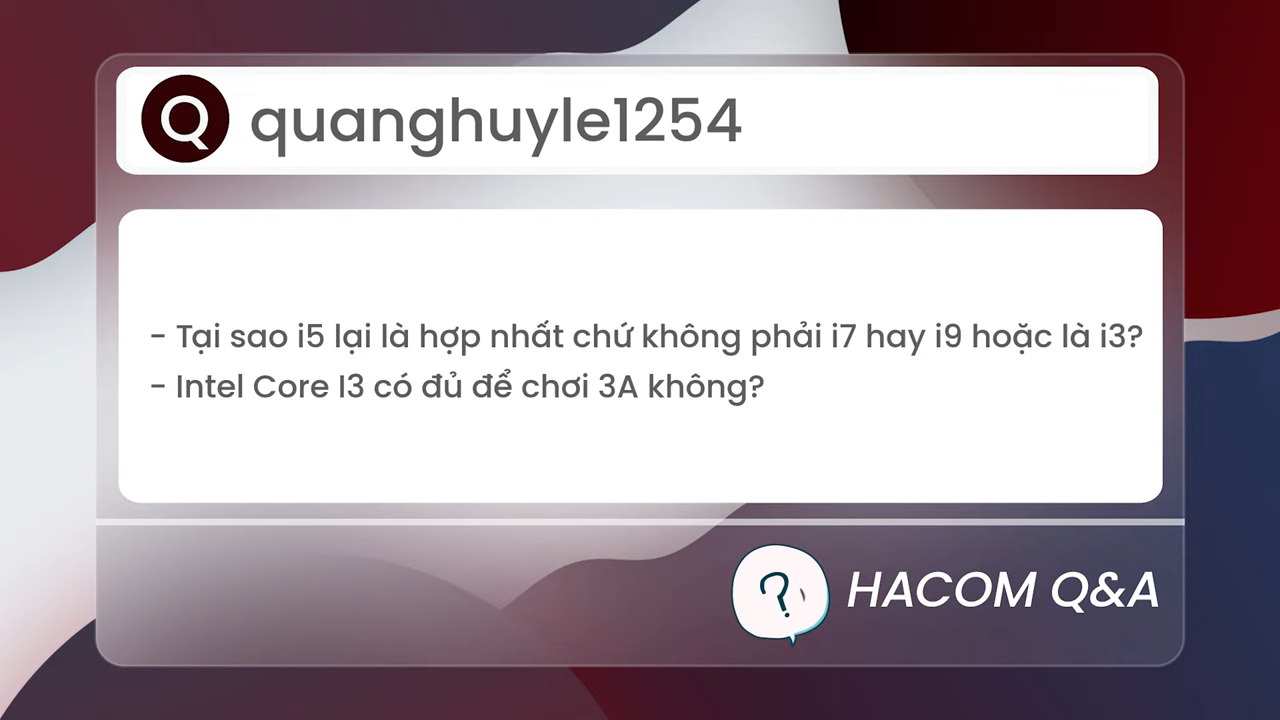 Q quanghuyle1254
- Tại sao i5 lại là hợp nhất chứ không phải i7 hay i9 hoặc là i3?
- Intel Core I3 có đủ để chơi 3A không?
? HACOM Q&A